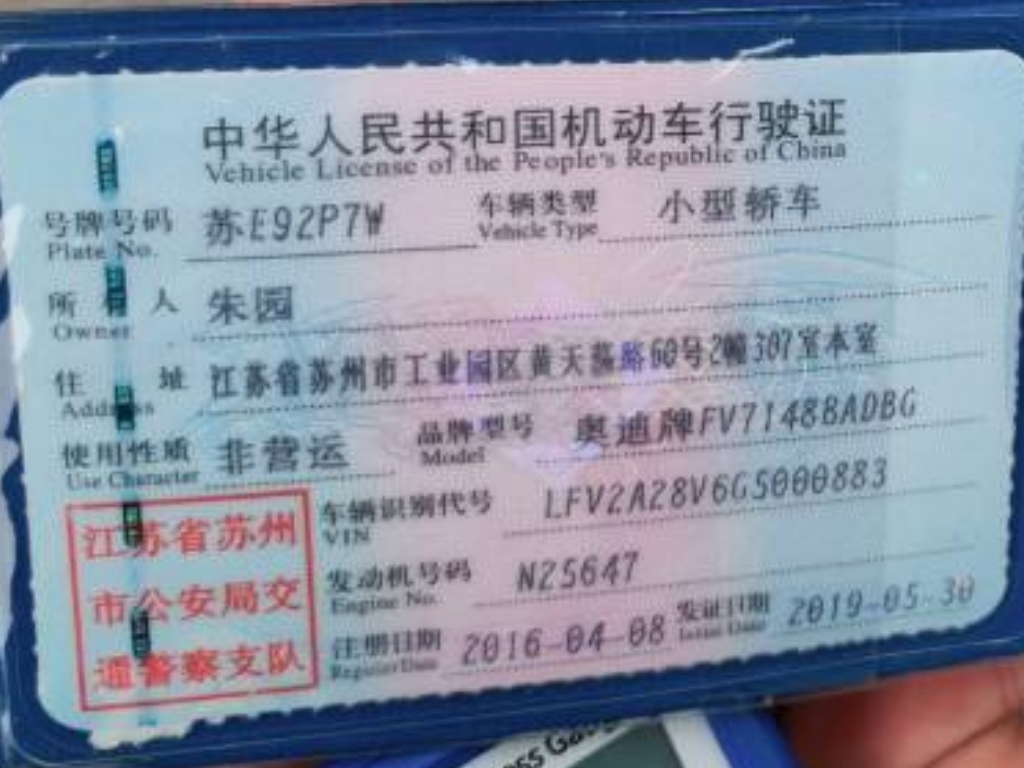 中华人民共和国机动车行驶证
Vehicle License of the People's Republic of China
号牌号码 苏E92P7W 车辆类型 小型轿车
Plate No. Vehicle Type
所有人 朱园
Owner
住址 江苏省苏州市工业园区黄天荡路60号2幢307室本室
Address
使用性质 非营运 品牌型号 奥迪牌FV7148BADBG
Use Character Model
车辆识别代号 LFV2A28V6G5000883
VIN
发动机号码 N25647
Engine No.
注册日期 2016-04-08 发证日期 2019-05-30
Register Date Issue Date
江苏省苏州
市公安局交
通警察支队